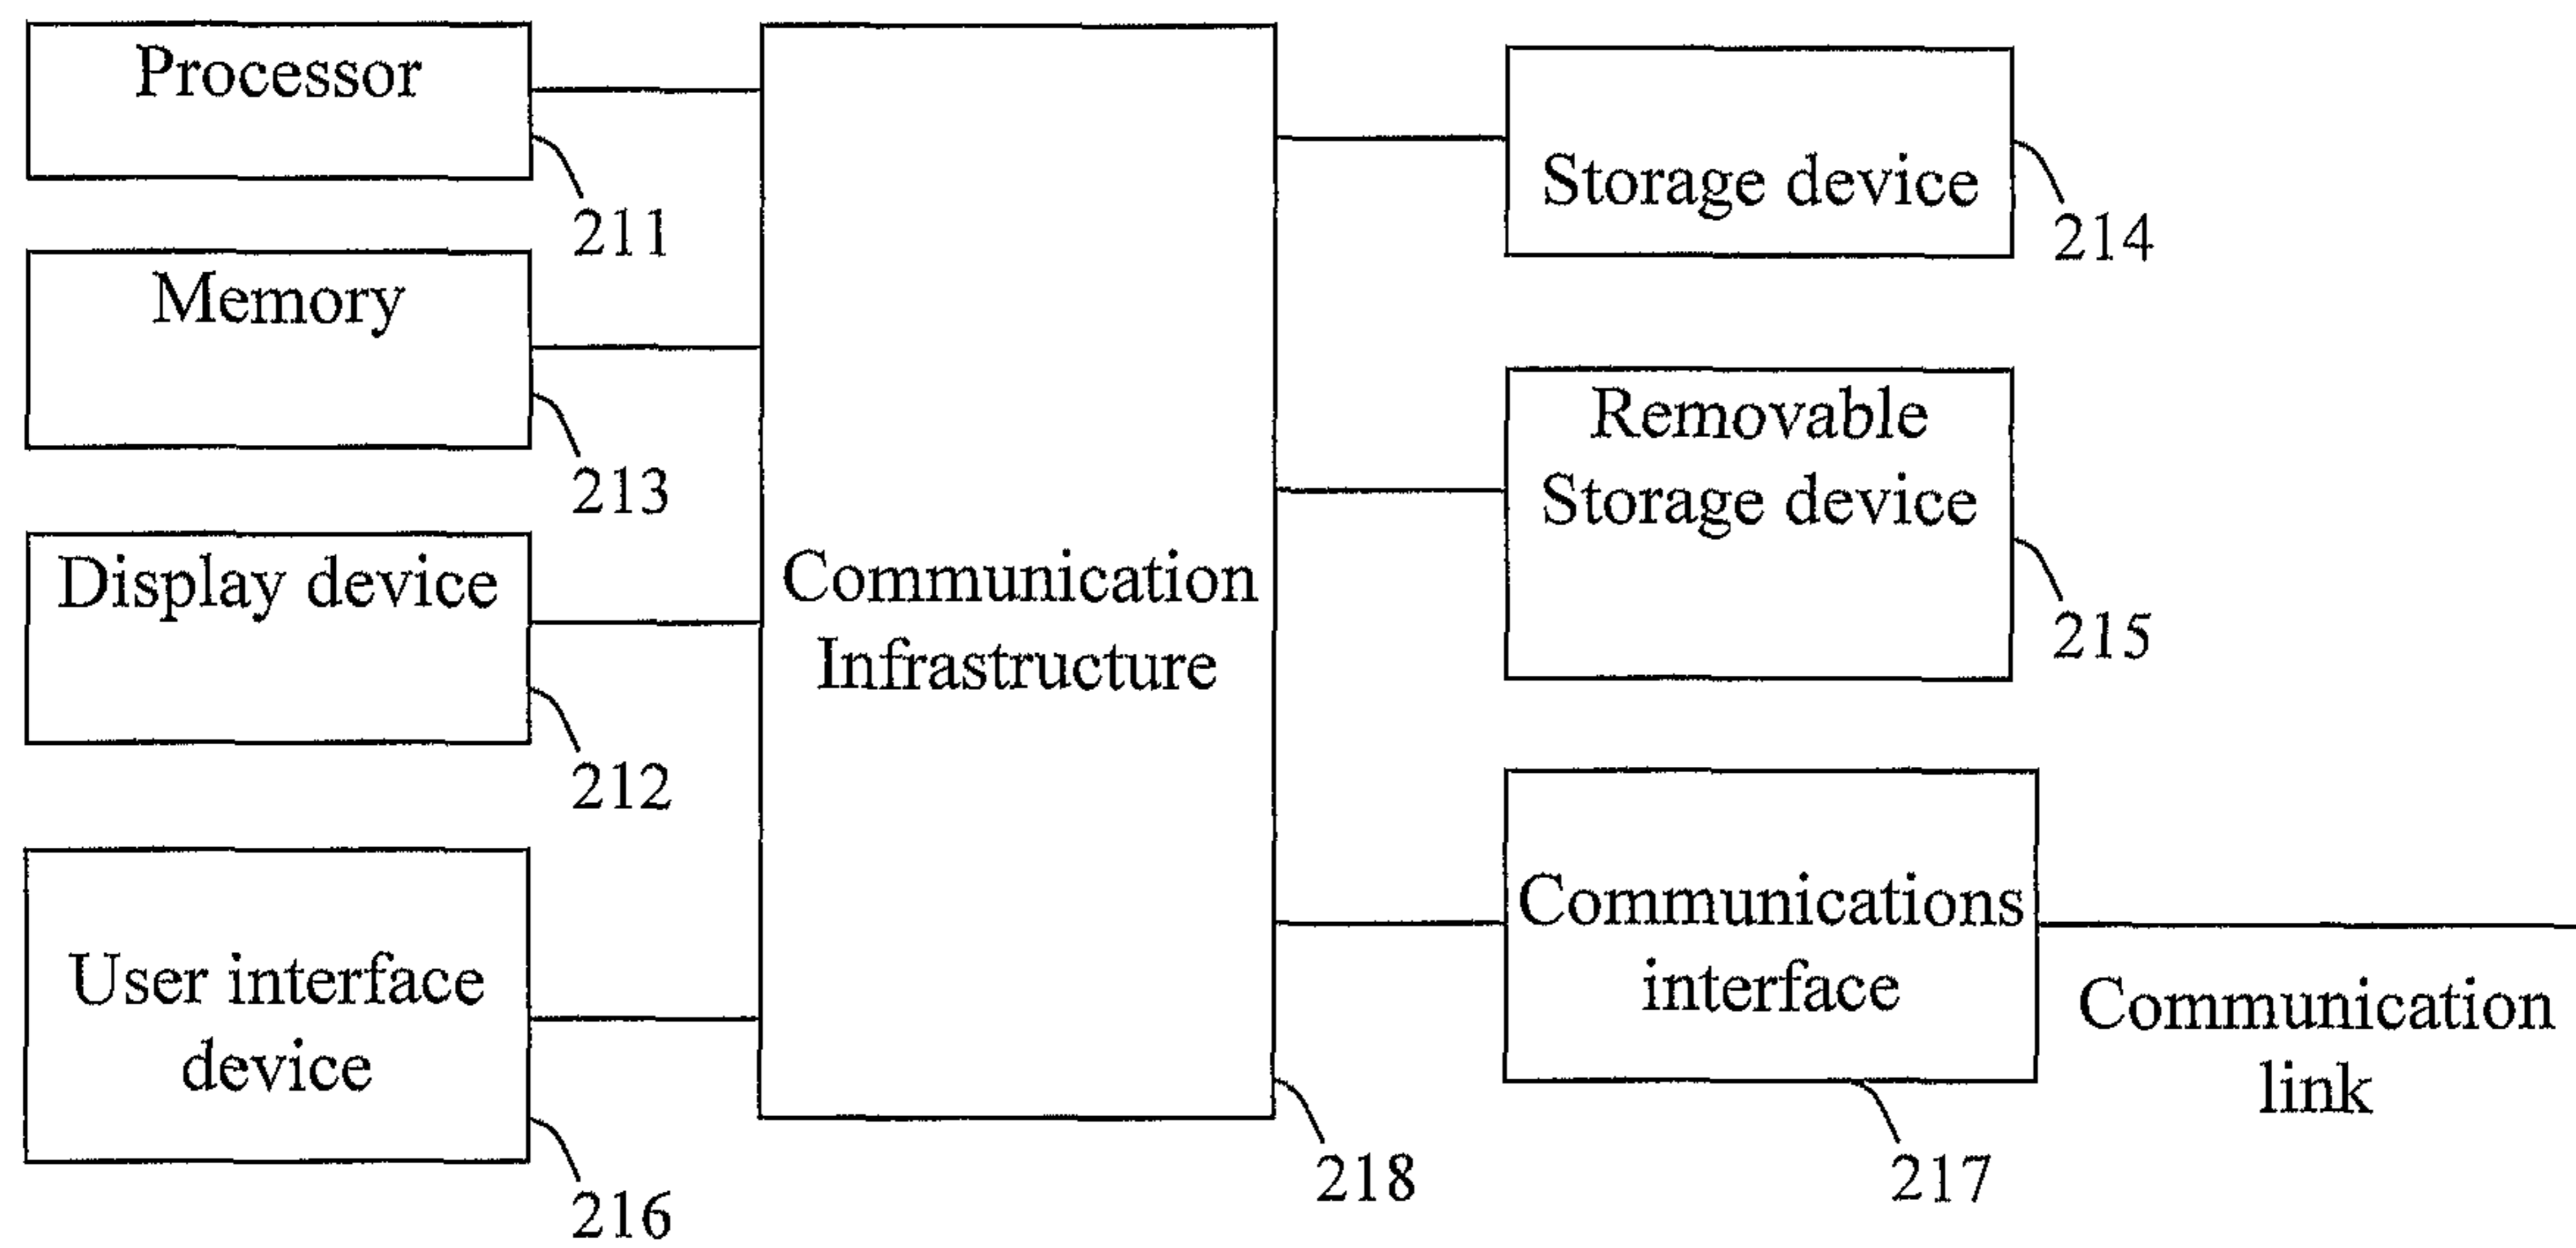 Processor
211
Memory
213
Display device
212
User interface
device
216
Communication
Infrastructure
218
Storage device
214
Removable
Storage device
215
Communications
interface
217
Communication
link